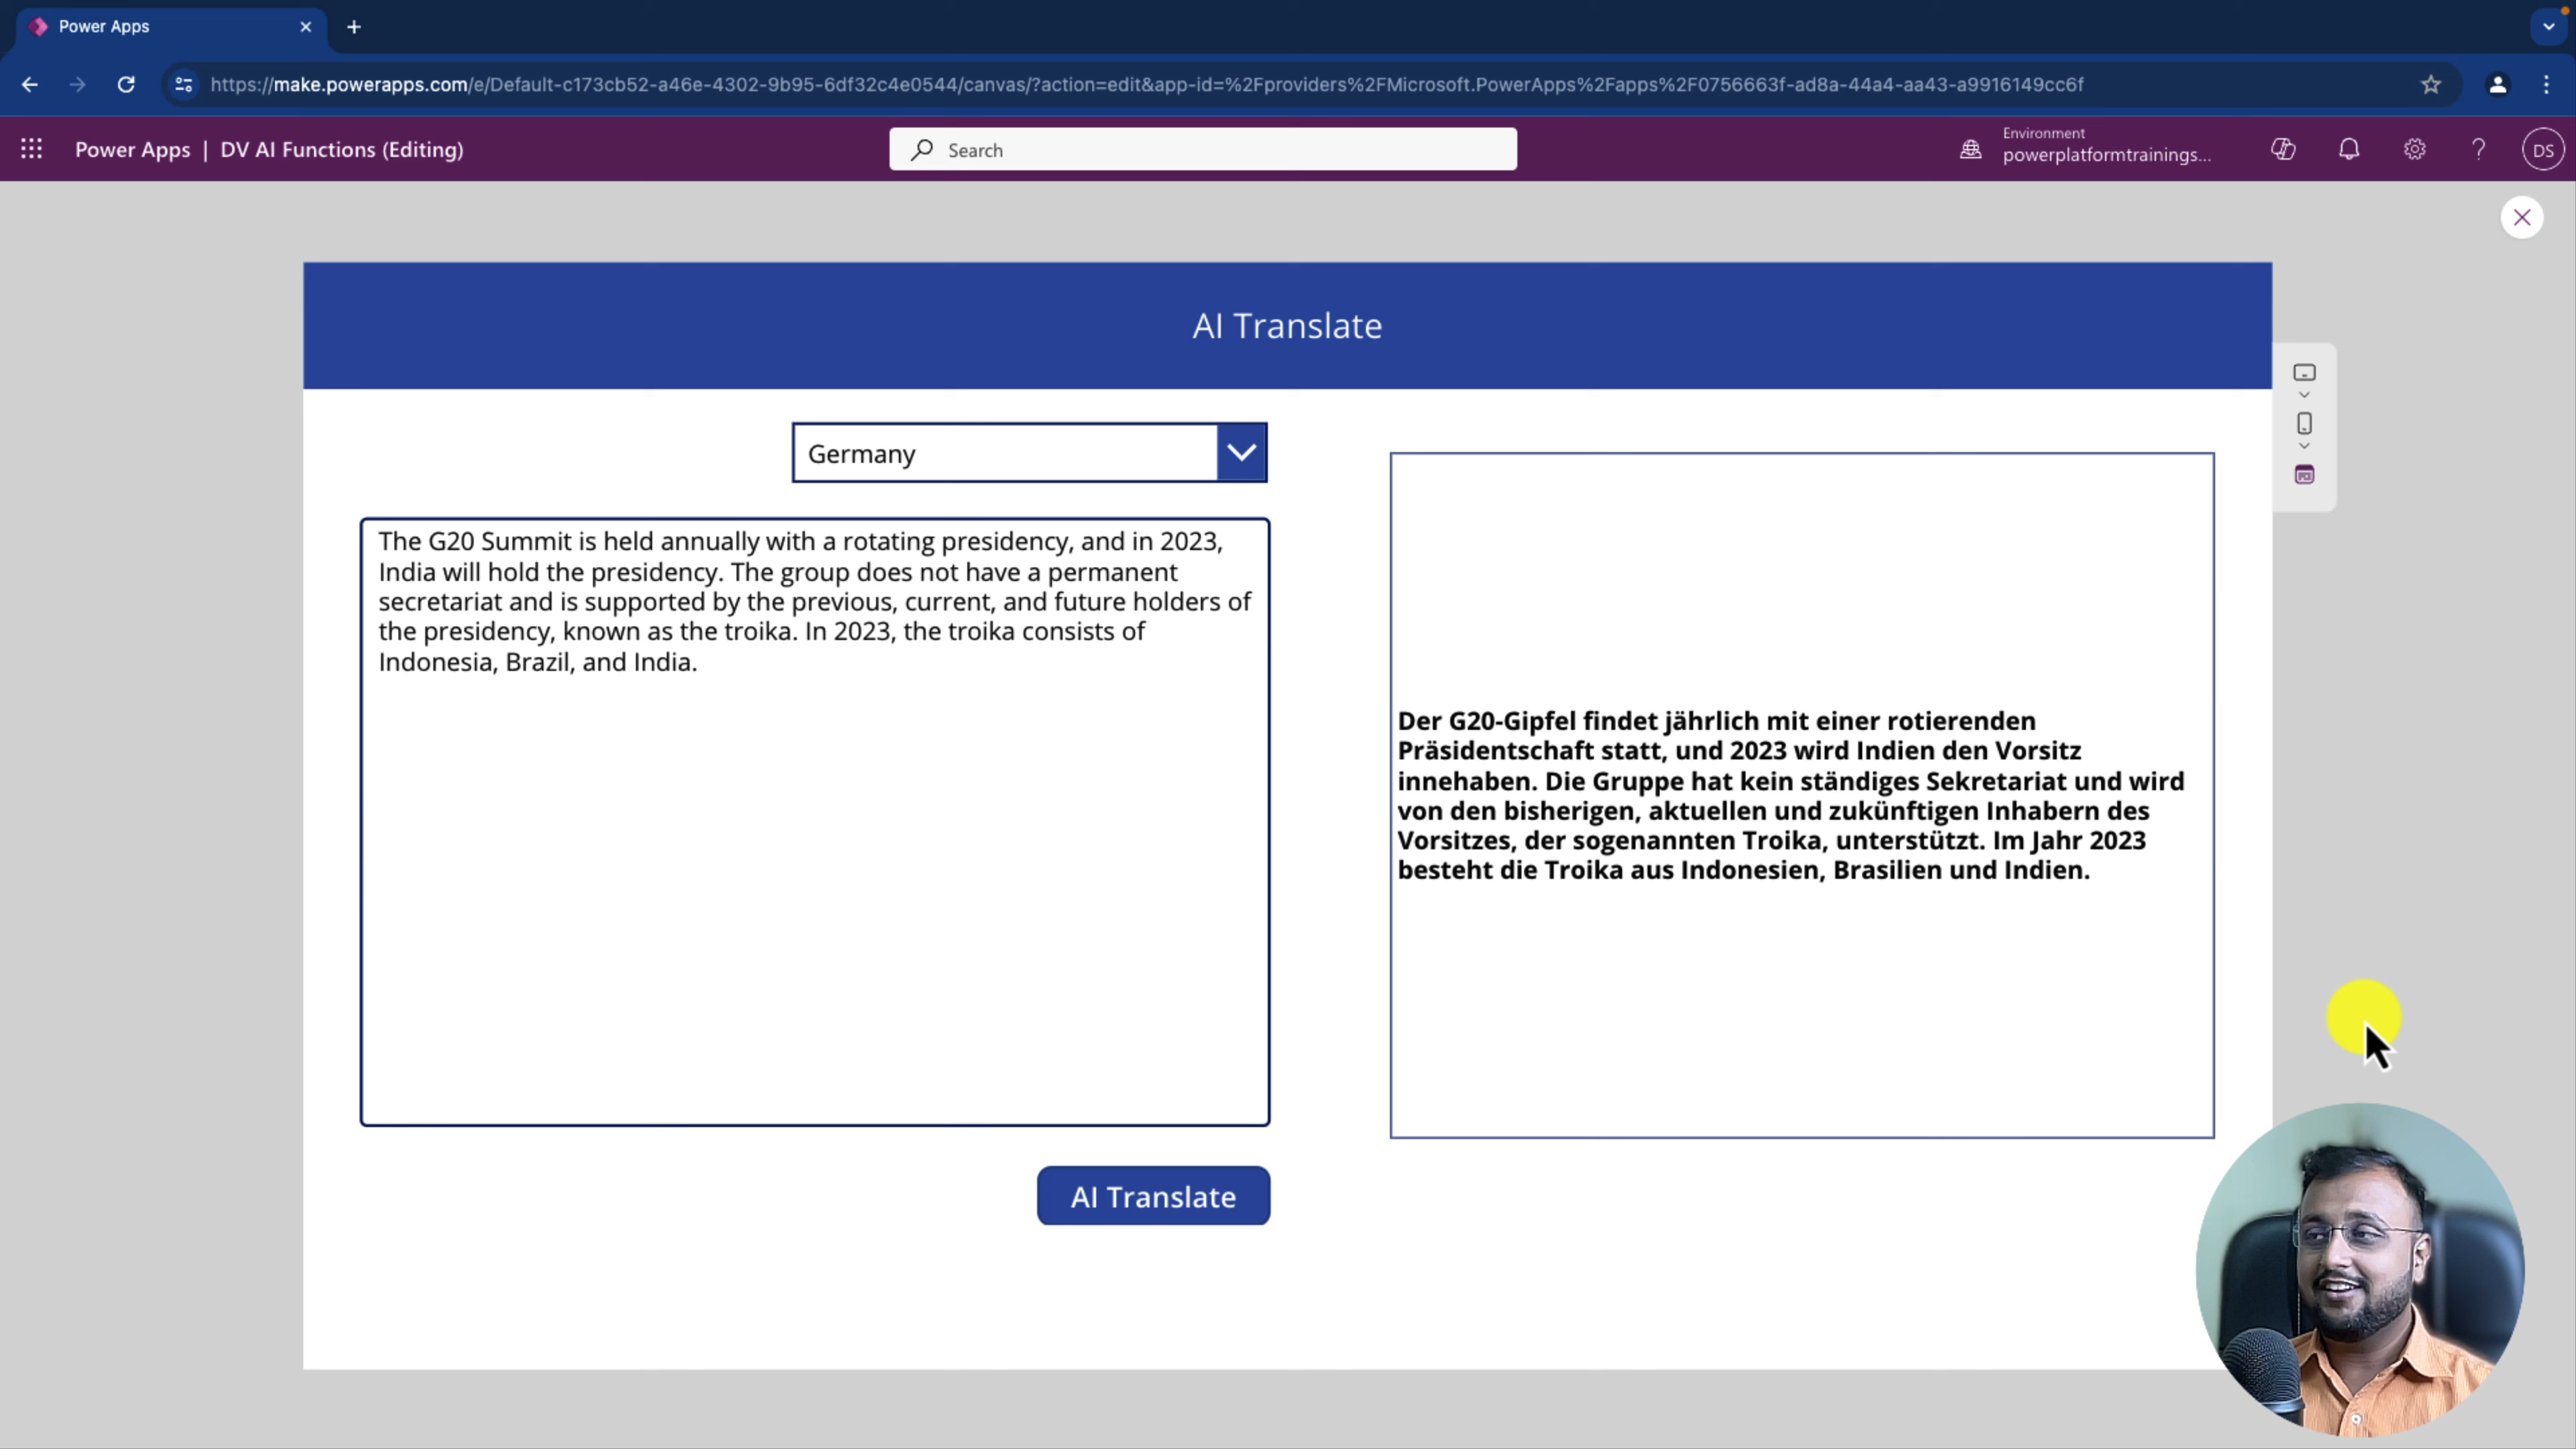 Power Apps
https://make.powerapps.com/e/Default-c173cb52-a46e-4302-9b95-6df32c4e0544/canvas/?action=edit&app-id=%2Fproviders%2FMicrosoft.PowerApps%2Fapps%2F0756663f-ad8a-44a4-aa43-a9916149cc6f
Power Apps | DV AI Functions (Editing)
Search
Environment
powerplatformtrainings...
DS
AI Translate
Germany
The G20 Summit is held annually with a rotating presidency, and in 2023,
India will hold the presidency. The group does not have a permanent
secretariat and is supported by the previous, current, and future holders of
the presidency, known as the troika. In 2023, the troika consists of
Indonesia, Brazil, and India.
Der G20-Gipfel findet jährlich mit einer rotierenden
Präsidentschaft statt, und 2023 wird Indien den Vorsitz
innehaben. Die Gruppe hat kein ständiges Sekretariat und wird
von den bisherigen, aktuellen und zukünftigen Inhabern des
Vorsitzes, der sogenannten Troika, unterstützt. Im Jahr 2023
besteht die Troika aus Indonesien, Brasilien und Indien.
AI Translate